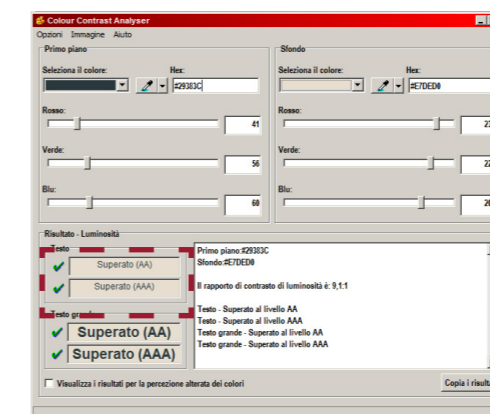 Colour Contrast Analyser
Opzioni Immagine Aiuto
Primo piano
Seleziona il colore: Hex:
#29383C
Rosso:
41
Verde:
56
Blu:
60
Sfondo
Seleziona il colore: Hex:
#E7DED0
Rosso:
Verde:
Blu:
Risultato - Luminosità
Testo
Superato (AA)
Superato (AAA)
Superato (AA)
Superato (AAA)
Primo piano:#29383C
Sfondo:#E7DED0
Il rapporto di contrasto di luminosità è: 9,1:1
Testo - Superato al livello AA
Testo - Superato al livello AAA
Testo grande - Superato al livello AA
Testo grande - Superato al livello AAA
Visualizza i risultati per la percezione alterata dei colori
Copia i risulta